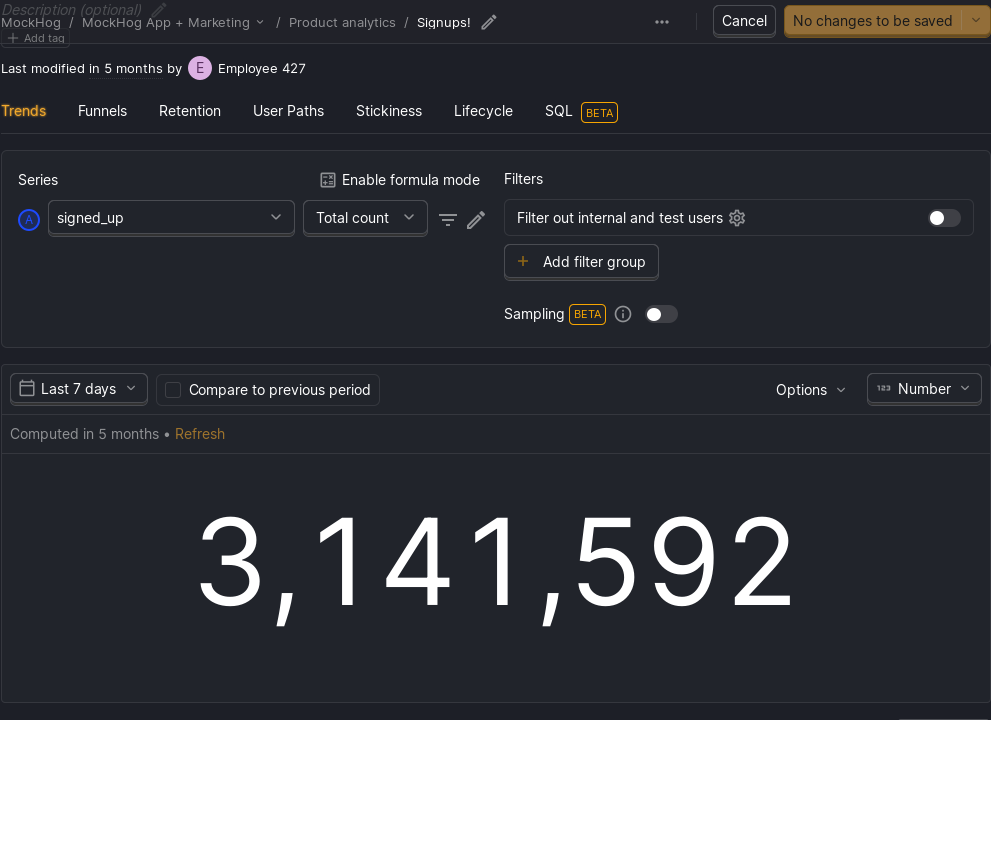 Description (optional)
MockHog / MockHog App + Marketing / Product analytics / Signups!
Cancel
No changes to be saved
Add tag
Last modified in 5 months by E Employee 427
Trends Funnels Retention User Paths Stickiness Lifecycle SQL BETA
Series
Enable formula mode
A signed_up Total count
Filters
Filter out internal and test users
+ Add filter group
Sampling BETA
Last 7 days Compare to previous period Options 123 Number
Computed in 5 months • Refresh
3,141,592